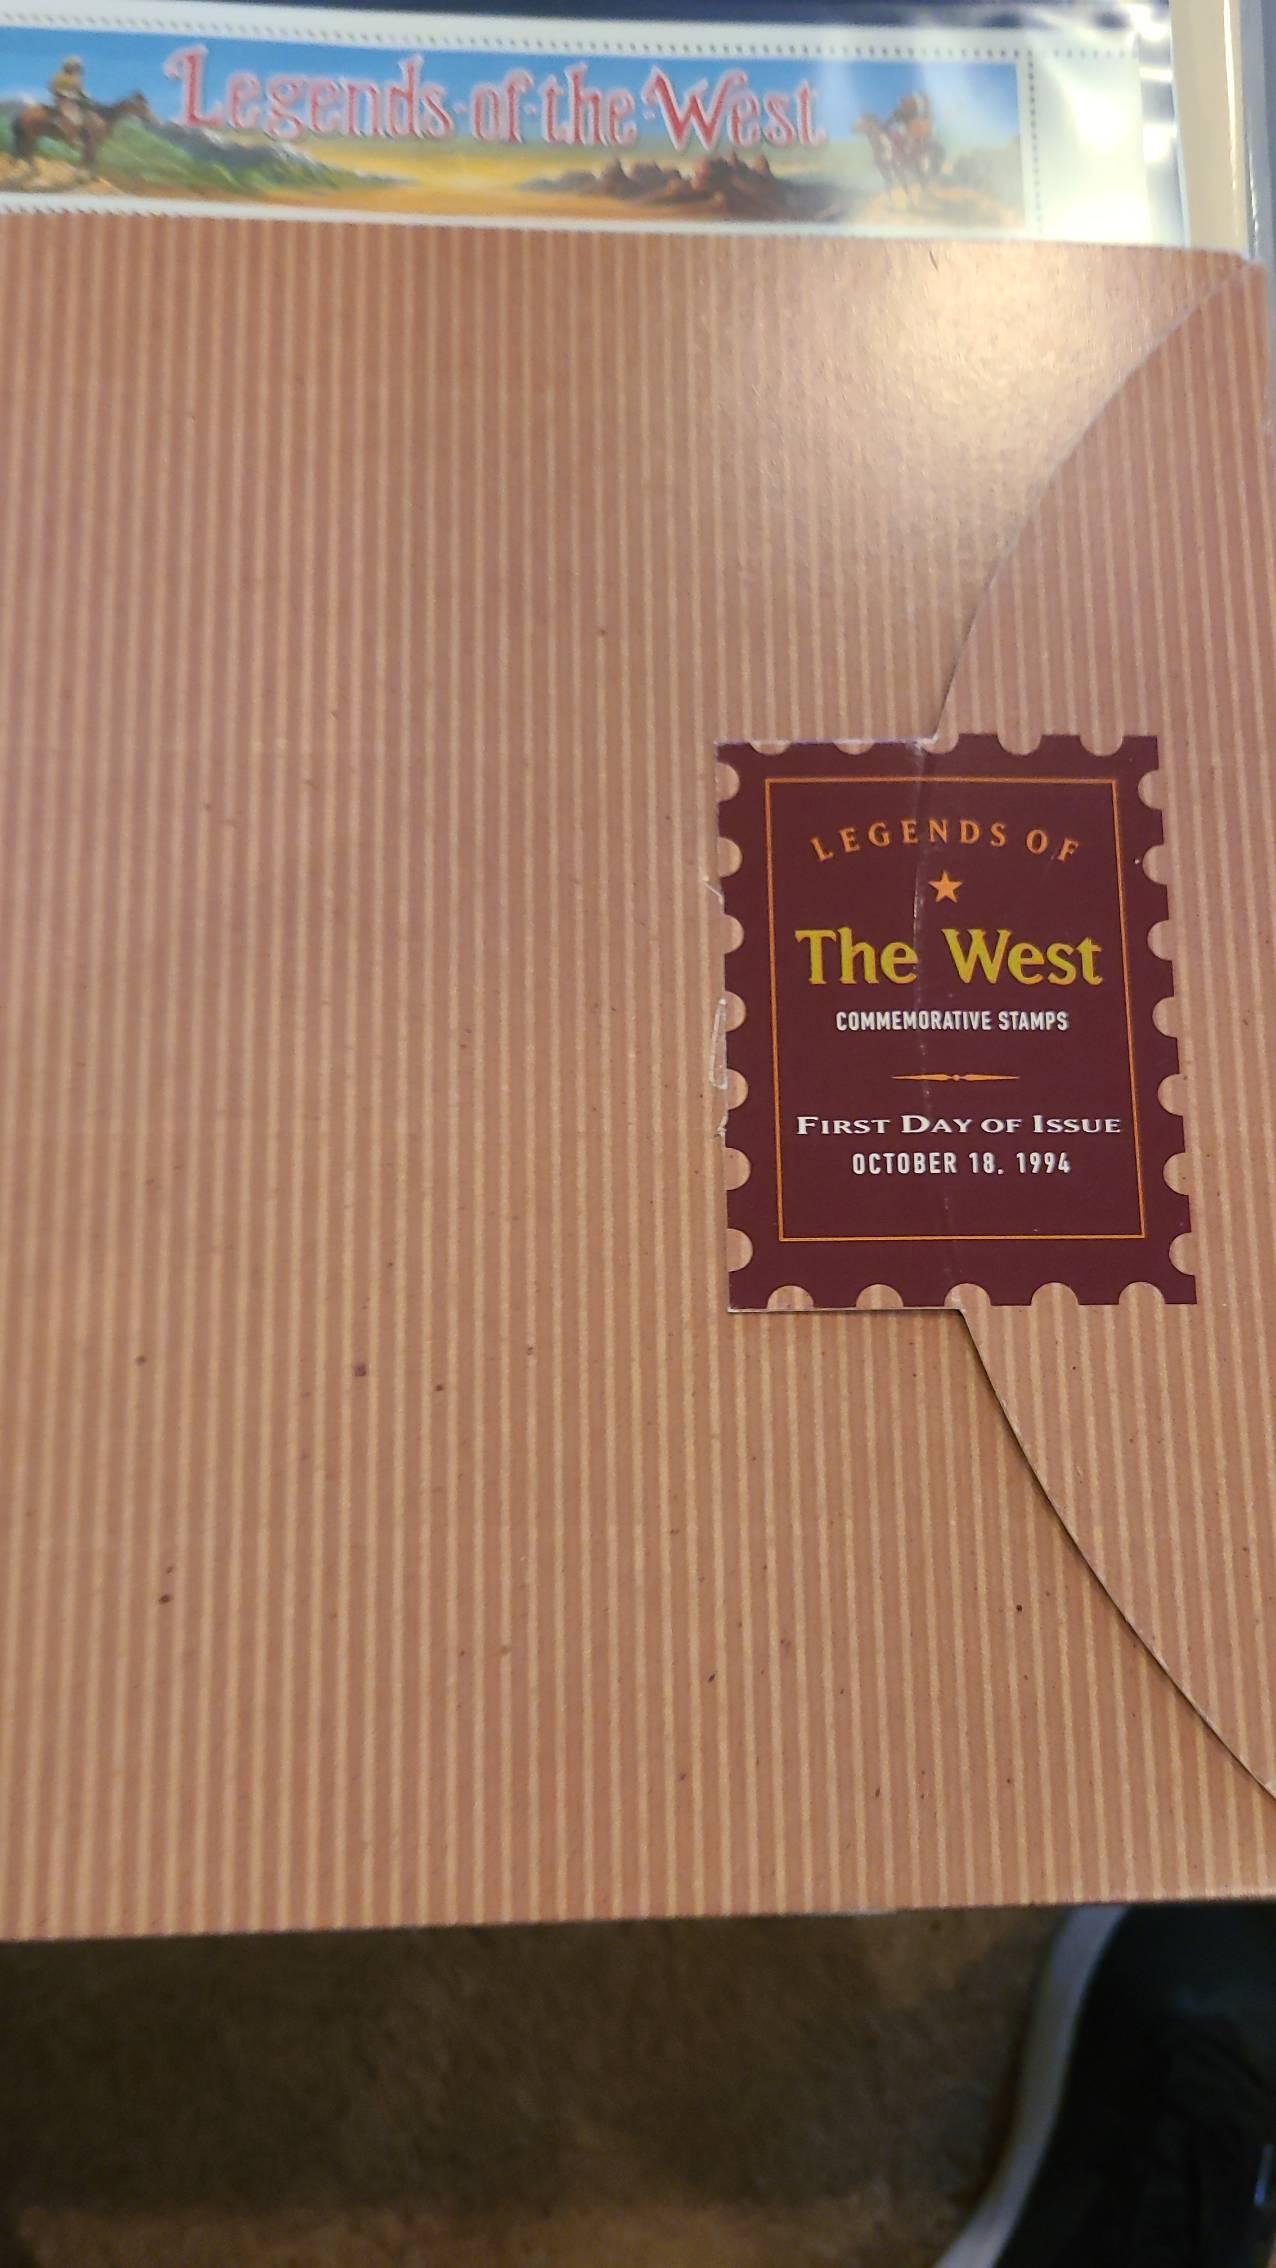 Legends of the West
LEGENDS OF
The West
COMMEMORATIVE STAMPS
FIRST DAY OF ISSUE
OCTOBER 18, 1994